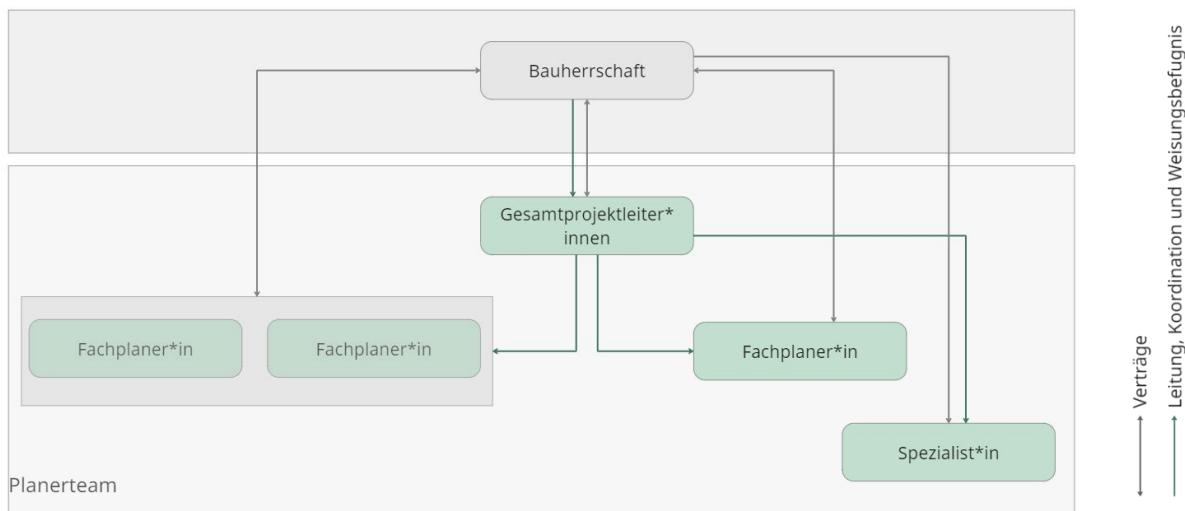 Bauherrschaft
Gesamtprojektleiter*
innen
Fachplaner*in
Fachplaner*in
Fachplaner*in
Spezialist*in
Planerteam
Verträge
Leitung, Koordination und Weisungsbefugnis